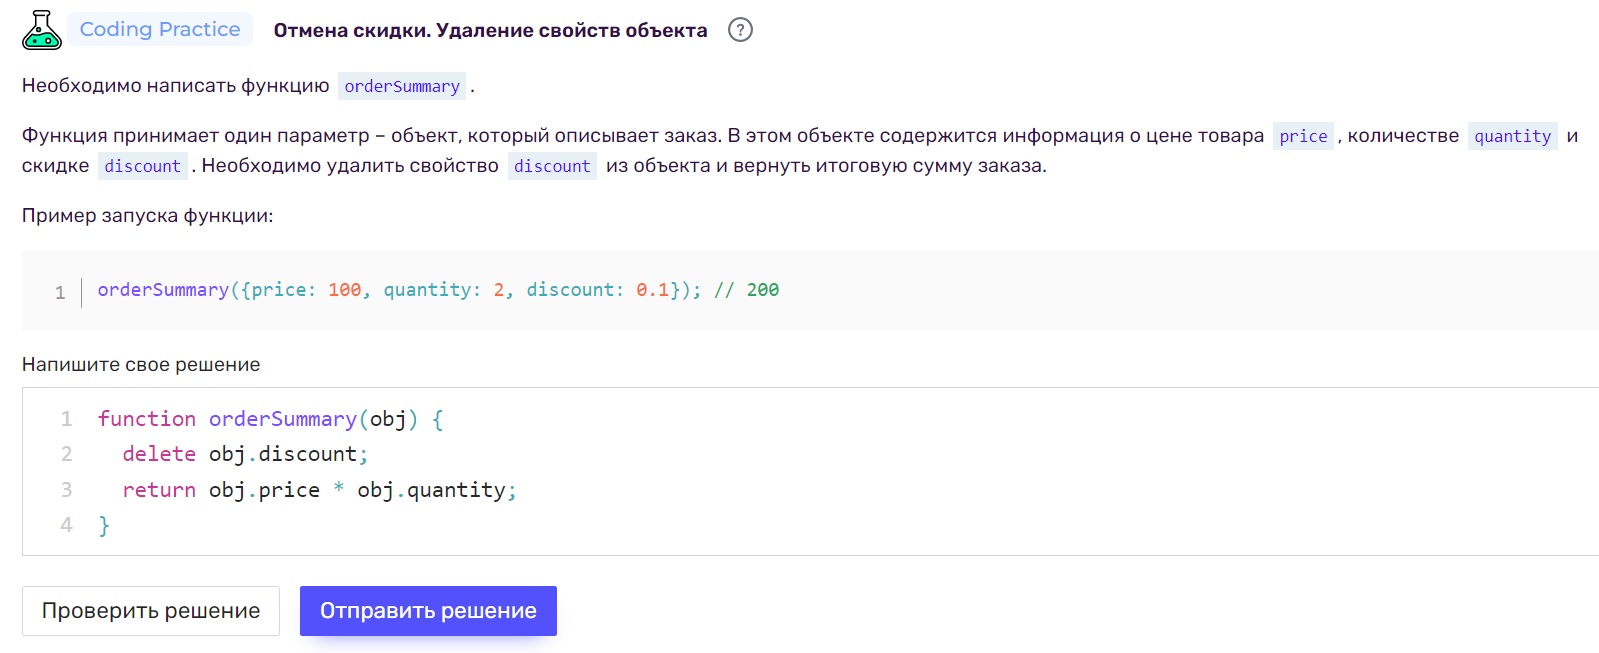 Coding Practice Отмена скидки. Удаление свойств объекта ?
Необходимо написать функцию orderSummary .
Функция принимает один параметр – объект, который описывает заказ. В этом объекте содержится информация о цене товара price , количестве quantity и
скидке discount . Необходимо удалить свойство discount из объекта и вернуть итоговую сумму заказа.
Пример запуска функции:
1 orderSummary({price: 100, quantity: 2, discount: 0.1}); // 200
Напишите свое решение
1 function orderSummary(obj) {
2 delete obj.discount;
3 return obj.price * obj.quantity;
4 }
Проверить решение Отправить решение